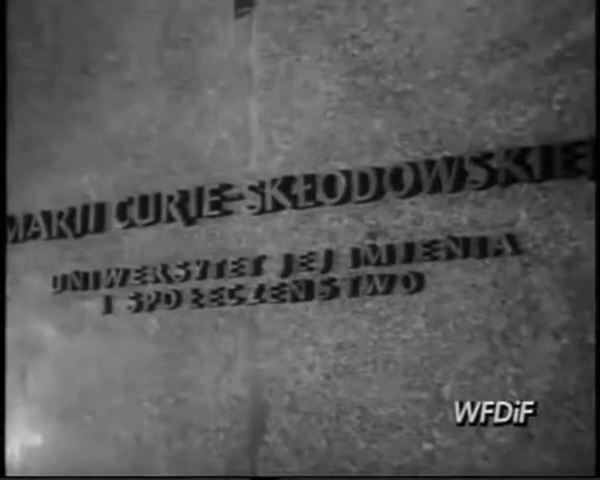 MARII CURIE-SKŁODOWSKIEJ
UNIWERSYTET JEJ IMIENIA
I SPOŁECZEŃSTWO
WFDiF